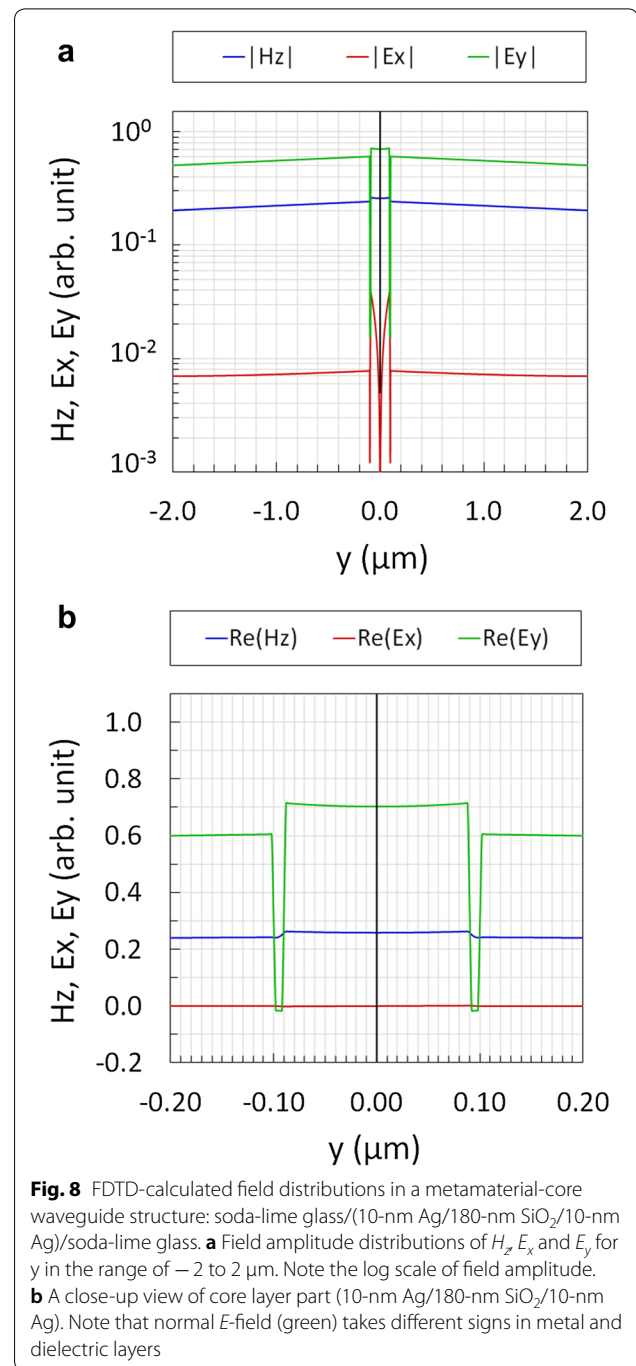 a
|Hz| |Ex| |Ey|
10⁰
10⁻¹
10⁻²
10⁻³
Hz, Ex, Ey (arb. unit)
-2.0 -1.0 0.0 1.0 2.0
y (µm)
b
Re(Hz) Re(Ex) Re(Ey)
1.0
0.8
0.6
0.4
0.2
0.0
-0.2
Hz, Ex, Ey (arb. unit)
-0.20 -0.10 0.00 0.10 0.20
y (µm)
Fig. 8 FDTD-calculated field distributions in a metamaterial-core
waveguide structure: soda-lime glass/(10-nm Ag/180-nm SiO₂/10-nm
Ag)/soda-lime glass. a Field amplitude distributions of Hz, Ex and Ey for
y in the range of − 2 to 2 µm. Note the log scale of field amplitude.
b A close-up view of core layer part (10-nm Ag/180-nm SiO₂/10-nm
Ag). Note that normal E-field (green) takes different signs in metal and
dielectric layers